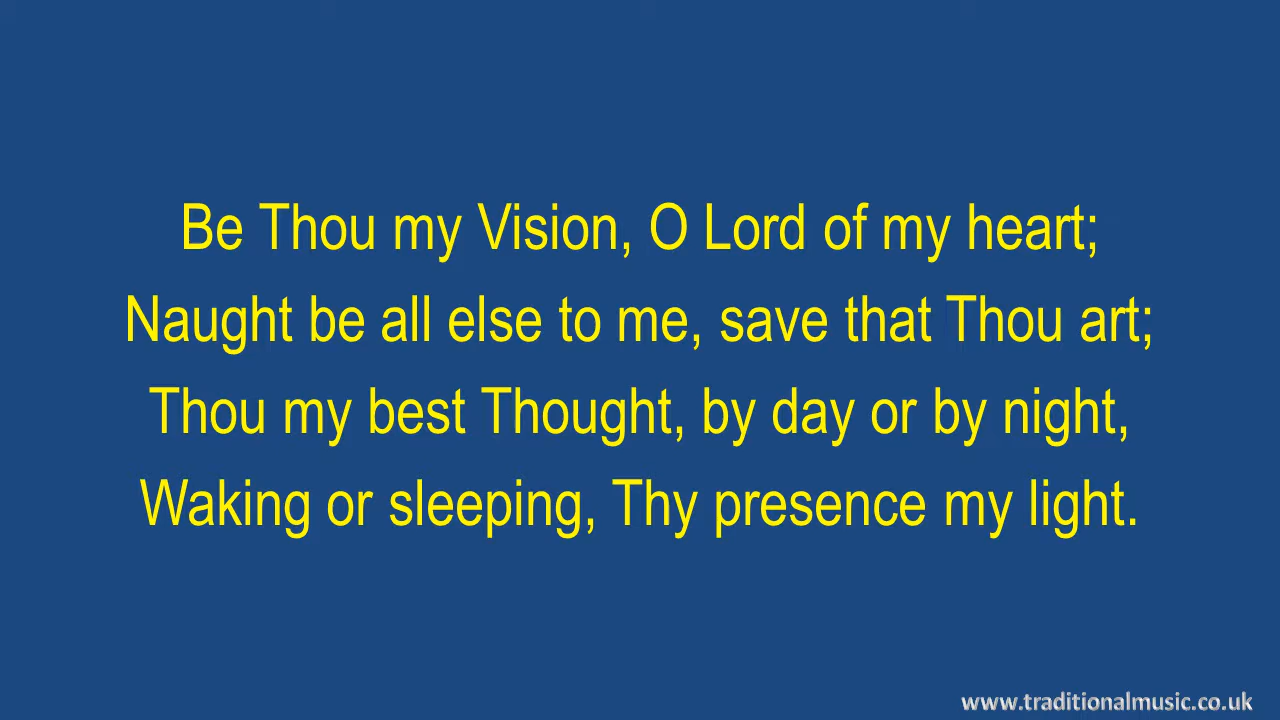 Be Thou my Vision, O Lord of my heart;
Naught be all else to me, save that Thou art;
Thou my best Thought, by day or by night,
Waking or sleeping, Thy presence my light.
www.traditionalmusic.co.uk